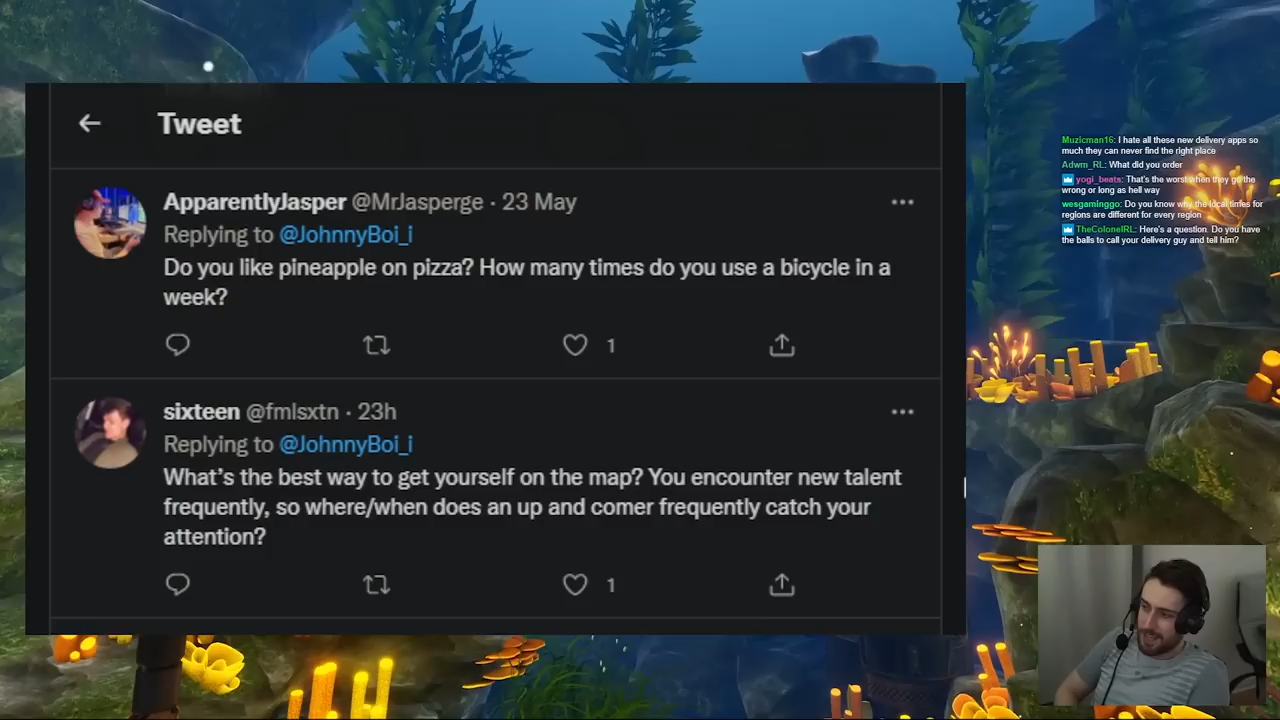 Tweet
ApparentlyJasper @MrJasperge · 23 May
Replying to @JohnnyBoi_i
Do you like pineapple on pizza? How many times do you use a bicycle in a
week?
1
sixteen @fmlsxtn · 23h
Replying to @JohnnyBoi_i
What's the best way to get yourself on the map? You encounter new talent
frequently, so where/when does an up and comer frequently catch your
attention?
1
Muzicman16: I hate all these new delivery apps so
much they can never find the right place
Adwm_RL: What did you order
yogi_beats: That's the worst when they go the
wrong or long as hell way
wesgaminggo: Do you know why the local times for
regions are different for every region
TheColonelRL: Here's a question. Do you have
the balls to call your delivery guy and tell him?